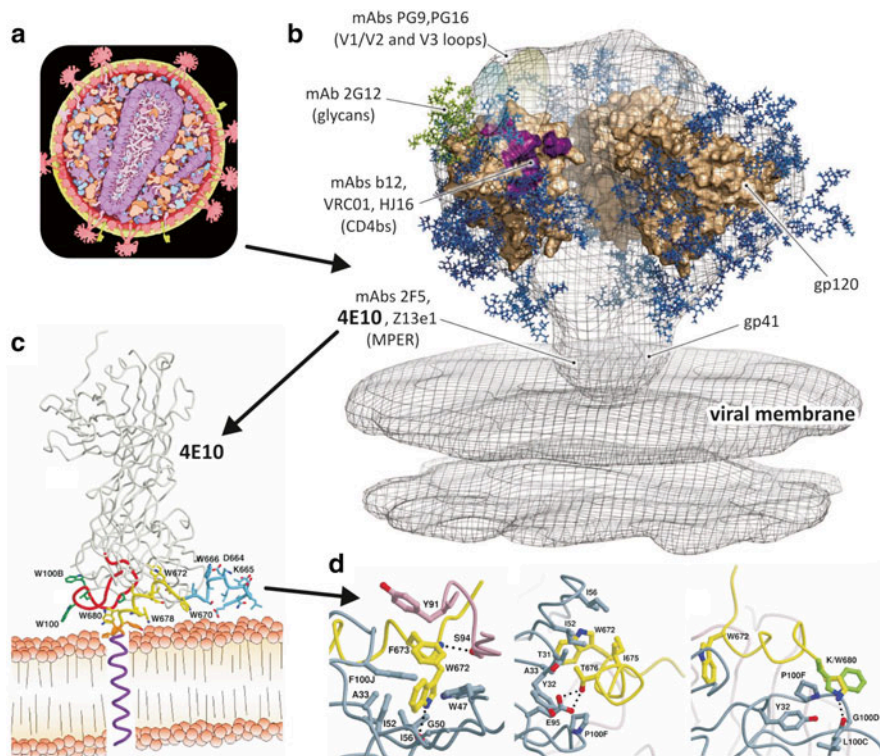 a
b
mAbs PG9,PG16
(V1/V2 and V3 loops)
mAb 2G12
(glycans)
mAbs b12,
VRC01, HJ16
(CD4bs)
gp120
mAbs 2F5,
4E10, Z13e1
(MPER)
gp41
viral membrane
c
4E10
W100B
W100
W680
W678
W672
W670
W666
D664
K665
d
Y91
S94
F673
W672
F100J
A33
W47
I52
G50
I56
I56
I52
W672
T31
A33
T676
I675
Y32
E95
P100F
W672
K/W680
P100F
Y32
G100D
L100C